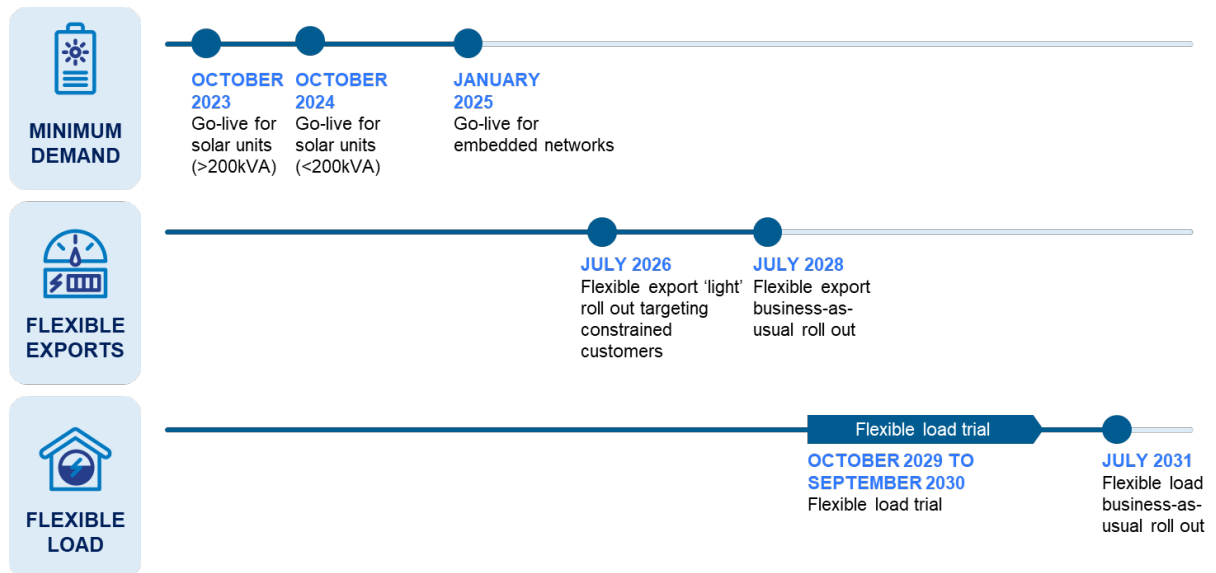 MINIMUM
DEMAND
OCTOBER
2023
Go-live for
solar units
(>200kVA)
OCTOBER
2024
Go-live for
solar units
(<200kVA)
JANUARY
2025
Go-live for
embedded networks
FLEXIBLE
EXPORTS
JULY 2026
Flexible export ‘light’
roll out targeting
constrained
customers
JULY 2028
Flexible export
business-as-
usual roll out
FLEXIBLE
LOAD
Flexible load trial
OCTOBER 2029 TO
SEPTEMBER 2030
Flexible load trial
JULY 2031
Flexible load
business-as-
usual roll out